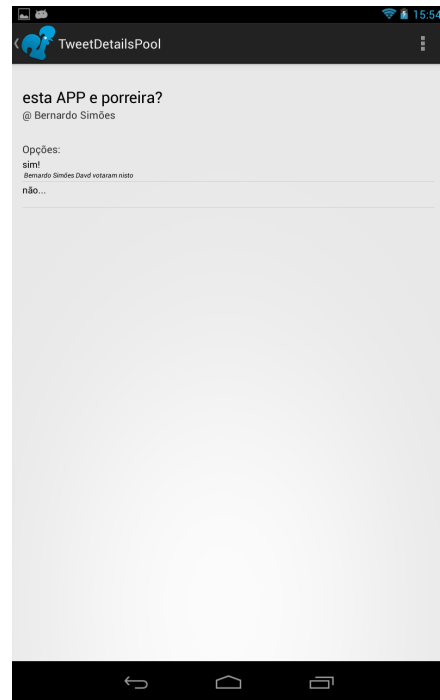 15:54
TweetDetailsPool
esta APP e porreira?
@ Bernardo Simões
Opções:
sim!
Bernardo Simões Davd votaram nisto
não...